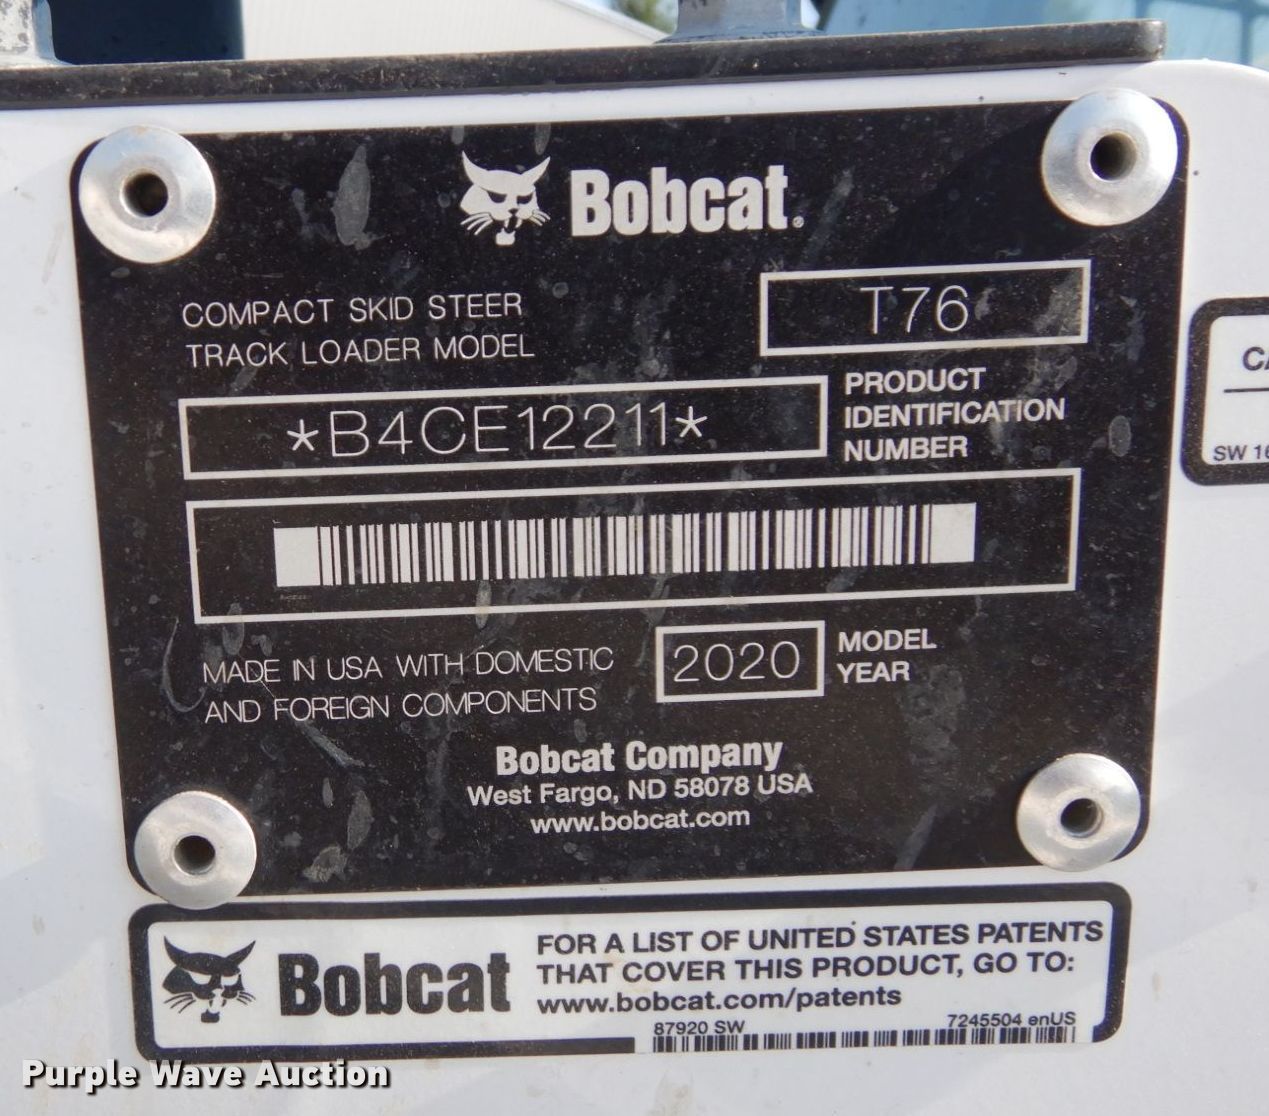 Bobcat®
COMPACT SKID STEER
TRACK LOADER MODEL
T76
*B4CE12211*
PRODUCT
IDENTIFICATION
NUMBER
MADE IN USA WITH DOMESTIC
AND FOREIGN COMPONENTS
2020
MODEL
YEAR
Bobcat Company
West Fargo, ND 58078 USA
www.bobcat.com
CA
SW 16
Bobcat
FOR A LIST OF UNITED STATES PATENTS
THAT COVER THIS PRODUCT, GO TO:
www.bobcat.com/patents
87920 SW
7245504 enUS
Purple Wave Auction